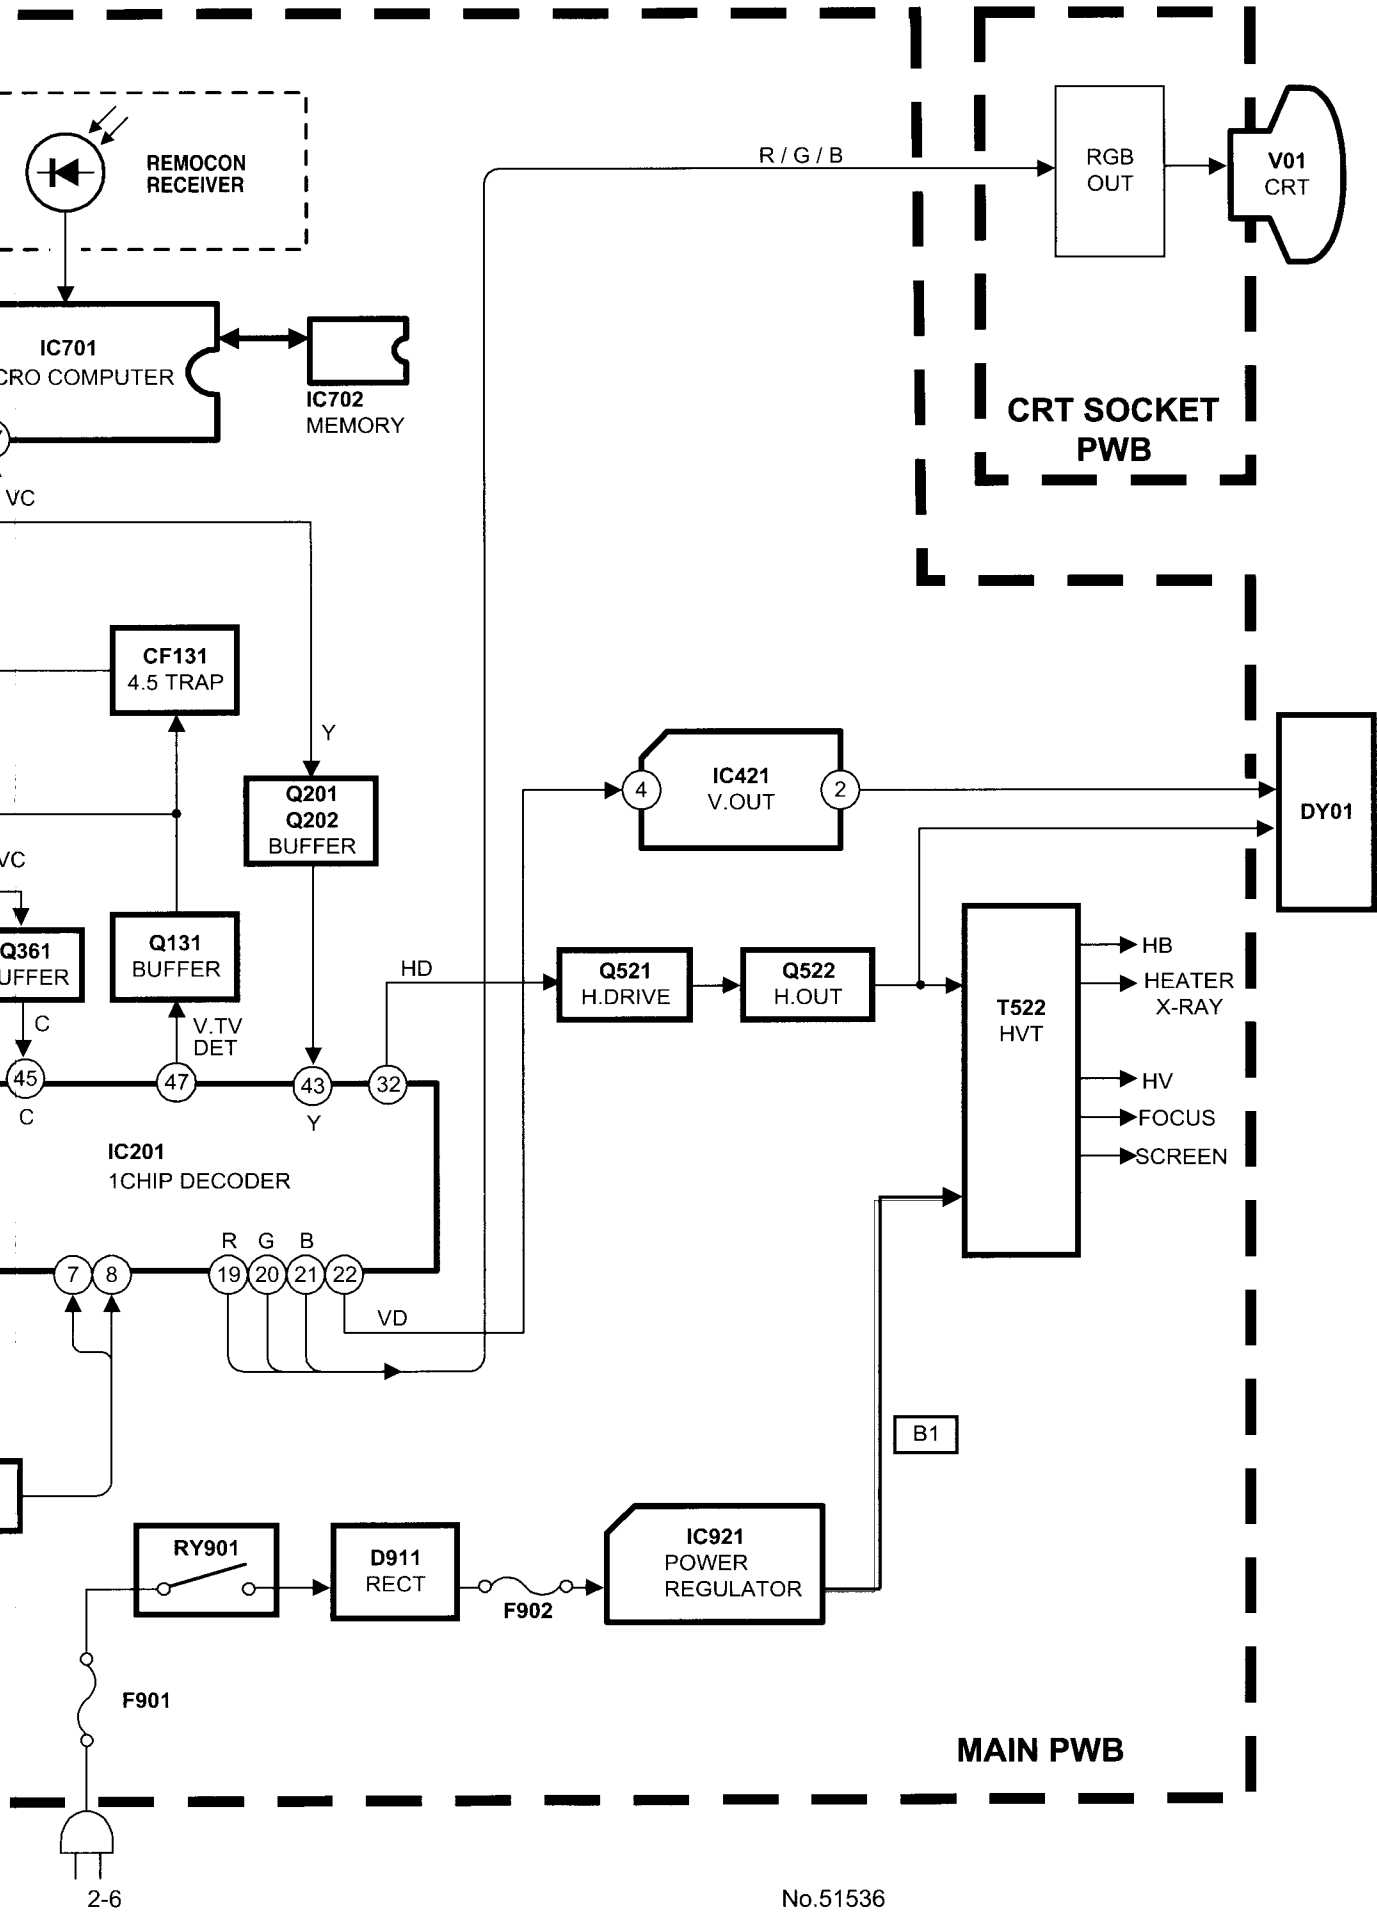 R / G / B
REMOCON
RECEIVER
RGB
OUT
V01
CRT
IC701
CRO COMPUTER
IC702
MEMORY
CRT SOCKET
PWB
VC
CF131
4.5 TRAP
Y
Q201
Q202
BUFFER
IC421
V.OUT
4
2
DY01
VC
Q361
UFFER
Q131
BUFFER
HD
Q521
H.DRIVE
Q522
H.OUT
T522
HVT
HB
HEATER
X-RAY
HV
FOCUS
SCREEN
C
V.TV
DET
45
47
43
32
C
Y
IC201
1CHIP DECODER
R G B
7 8 19 20 21 22
VD
B1
RY901
D911
RECT
F902
IC921
POWER
REGULATOR
F901
MAIN PWB
2-6
No.51536